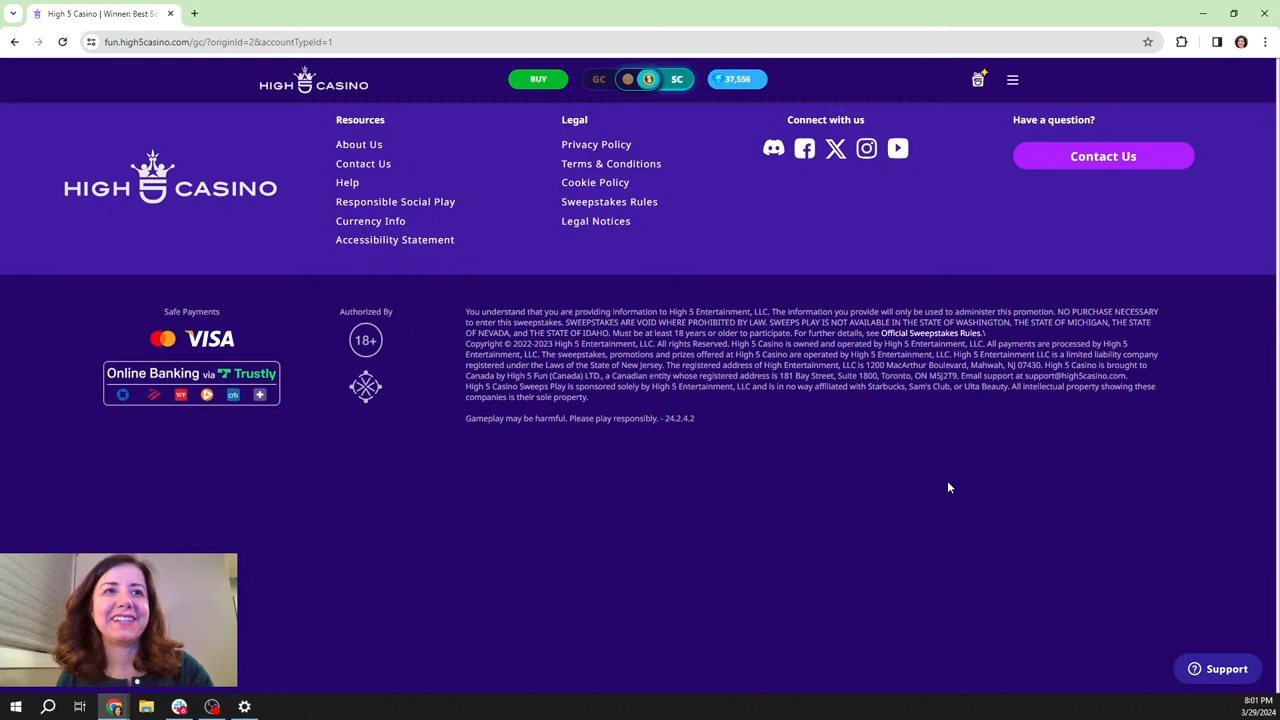 High 5 Casino | Winner: Best So
fun.high5casino.com/gc/?originId=2&accountTypeId=1
HIGH 5 CASINO
BUY
GC
SC
37,556
HIGH 5 CASINO
Resources
About Us
Contact Us
Help
Responsible Social Play
Currency Info
Accessibility Statement
Legal
Privacy Policy
Terms & Conditions
Cookie Policy
Sweepstakes Rules
Legal Notices
Connect with us
Have a question?
Contact Us
Safe Payments
VISA
Online Banking via Trustly
WF
citi
Authorized By
18+
You understand that you are providing information to High 5 Entertainment, LLC. The information you provide will only be used to administer this promotion. NO PURCHASE NECESSARY
to enter this sweepstakes. SWEEPSTAKES ARE VOID WHERE PROHIBITED BY LAW. SWEEPS PLAY IS NOT AVAILABLE IN THE STATE OF WASHINGTON, THE STATE OF MICHIGAN, THE STATE
OF NEVADA, and THE STATE OF IDAHO. Must be at least 18 years or older to participate. For further details, see Official Sweepstakes Rules.\
Copyright © 2022-2023 High 5 Entertainment, LLC. All rights Reserved. High 5 Casino is owned and operated by High 5 Entertainment, LLC. All payments are processed by High 5
Entertainment, LLC. The sweepstakes, promotions and prizes offered at High 5 Casino are operated by High 5 Entertainment, LLC. High 5 Entertainment LLC is a limited liability company
registered under the Laws of the State of New Jersey. The registered address of High 5 Entertainment, LLC is 1200 MacArthur Boulevard, Mahwah, NJ 07430. High 5 Casino is brought to
Canada by High 5 Fun (Canada) LTD., a Canadian entity whose registered address is 181 Bay Street, Suite 1800, Toronto, ON M5J2T9. Email support at support@high5casino.com.
High 5 Casino Sweeps Play is sponsored solely by High 5 Entertainment, LLC and is in no way affiliated with Starbucks, Sam's Club, or Ulta Beauty. All intellectual property showing these
companies is their sole property.
Gameplay may be harmful. Please play responsibly. - 24.2.4.2
Support
8:01 PM
3/29/2024